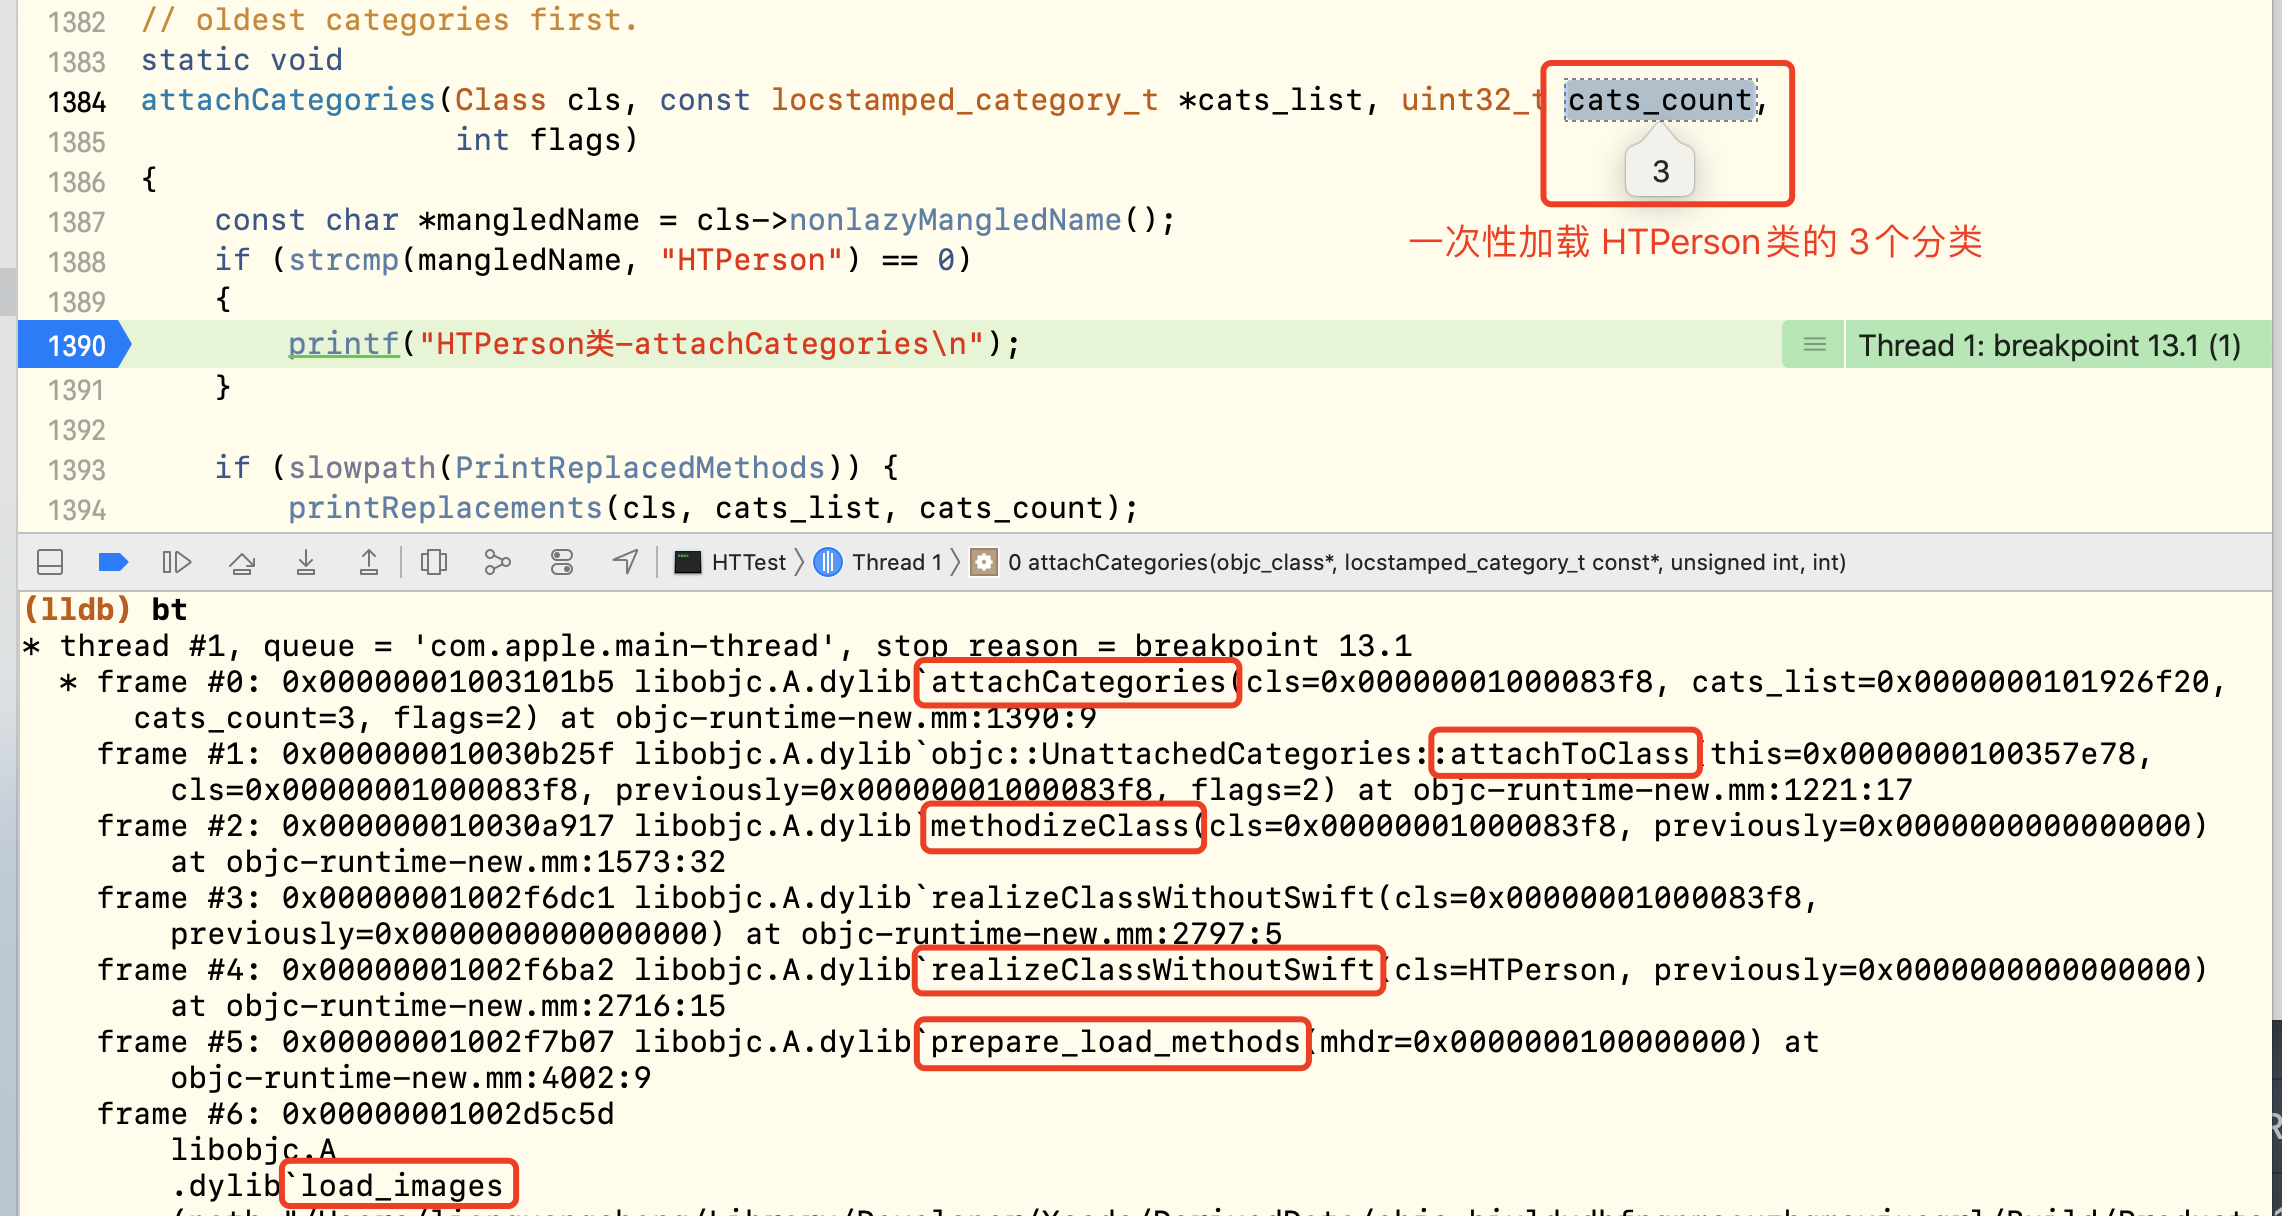 1382 // oldest categories first.
1383 static void
1384 attachCategories(Class cls, const locstamped_category_t *cats_list, uint32_t cats_count,
1385 int flags)
3
1386 {
1387 const char *mangledName = cls->nonlazyMangledName();
一次性加载 HTPerson类的 3个分类
1388 if (strcmp(mangledName, "HTPerson") == 0)
1389 {
1390 printf("HTPerson类-attachCategories\n");
Thread 1: breakpoint 13.1 (1)
1391 }
1392
1393 if (slowpath(PrintReplacedMethods)) {
1394 printReplacements(cls, cats_list, cats_count);
HTTest 〉 Thread 1 〉 0 attachCategories(objc_class*, locstamped_category_t const*, unsigned int, int)
(lldb) bt
* thread #1, queue = 'com.apple.main-thread', stop reason = breakpoint 13.1
* frame #0: 0x00000001003101b5 libobjc.A.dylib`attachCategories(cls=0x00000001000083f8, cats_list=0x0000000101926f20,
cats_count=3, flags=2) at objc-runtime-new.mm:1390:9
frame #1: 0x000000010030b25f libobjc.A.dylib`objc::UnattachedCategories::attachToClass(this=0x0000000100357e78,
cls=0x00000001000083f8, previously=0x00000001000083f8, flags=2) at objc-runtime-new.mm:1221:17
frame #2: 0x000000010030a917 libobjc.A.dylib`methodizeClass(cls=0x00000001000083f8, previously=0x0000000000000000)
at objc-runtime-new.mm:1573:32
frame #3: 0x00000001002f6dc1 libobjc.A.dylib`realizeClassWithoutSwift(cls=0x00000001000083f8,
previously=0x0000000000000000) at objc-runtime-new.mm:2797:5
frame #4: 0x00000001002f6ba2 libobjc.A.dylib`realizeClassWithoutSwift(cls=HTPerson, previously=0x0000000000000000)
at objc-runtime-new.mm:2716:15
frame #5: 0x00000001002f7b07 libobjc.A.dylib`prepare_load_methods(mhdr=0x0000000100000000) at
objc-runtime-new.mm:4002:9
frame #6: 0x00000001002d5c5d
libobjc.A
.dylib`load_images